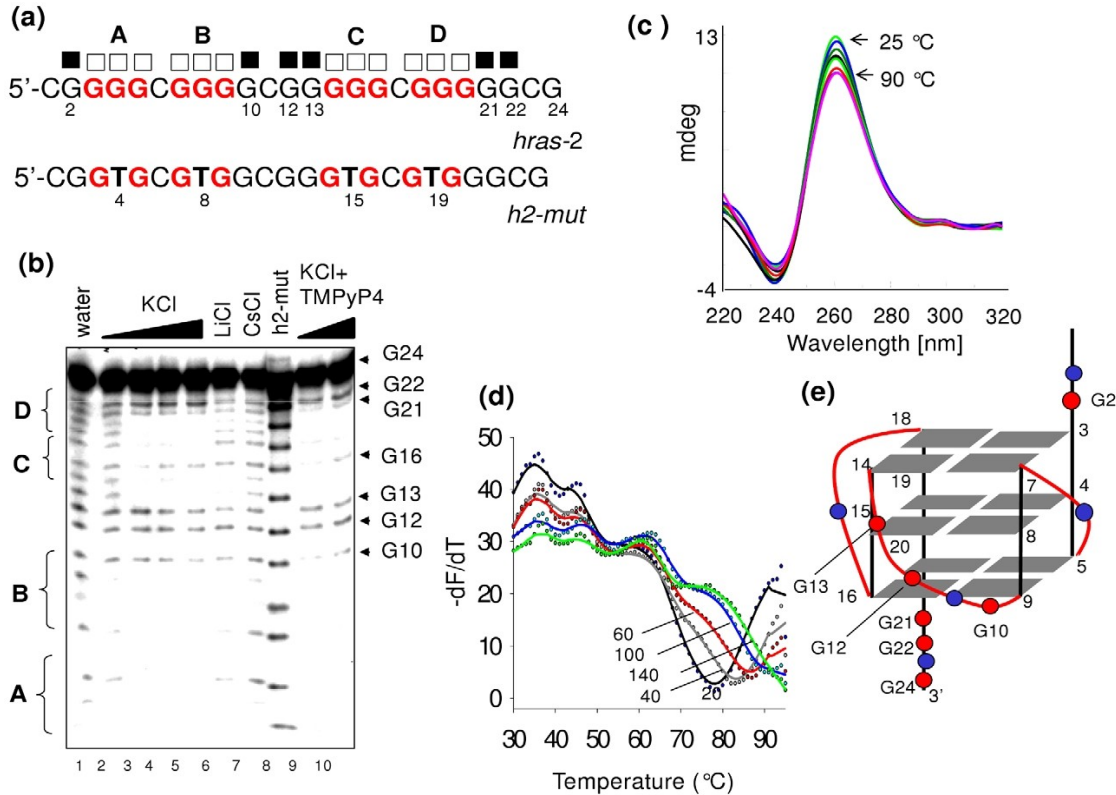 (a)
A B C D
5'-CGGGGCGGGGCGGGGGCGGGGGCG
2 10 12 13 21 22 24
hras-2
5'-CGGTGCGTGGCGGGTGCGTGGGCG
4 8 15 19
h2-mut
(b)
water KCl LiCl CsCl h2-mut KCl+ TMPyP4
G24
G22
G21
G16
G13
G12
G10
D
C
B
A
1 2 3 4 5 6 7 8 9 10
(c)
13
-4
mdeg
25 °C
90 °C
220 240 260 280 300 320
Wavelength [nm]
(d)
50
40
30
20
10
0
-dF/dT
60
100
140
40
20
30 40 50 60 70 80 90
Temperature (°C)
(e)
G2
3
18
14
19
7
4
15
8
20
5
G13
16
9
G12
G10
G21
G22
G24
3'